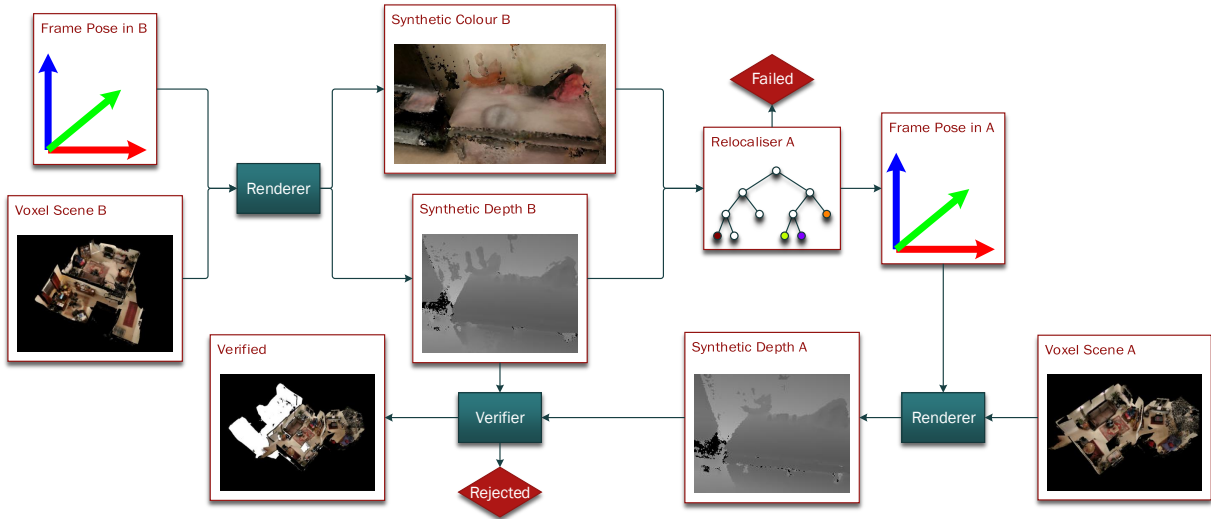 Frame Pose in B
Synthetic Colour B
Failed
Relocaliser A
Frame Pose in A
Renderer
Voxel Scene B
Synthetic Depth B
Verified
Synthetic Depth A
Voxel Scene A
Verifier
Renderer
Rejected